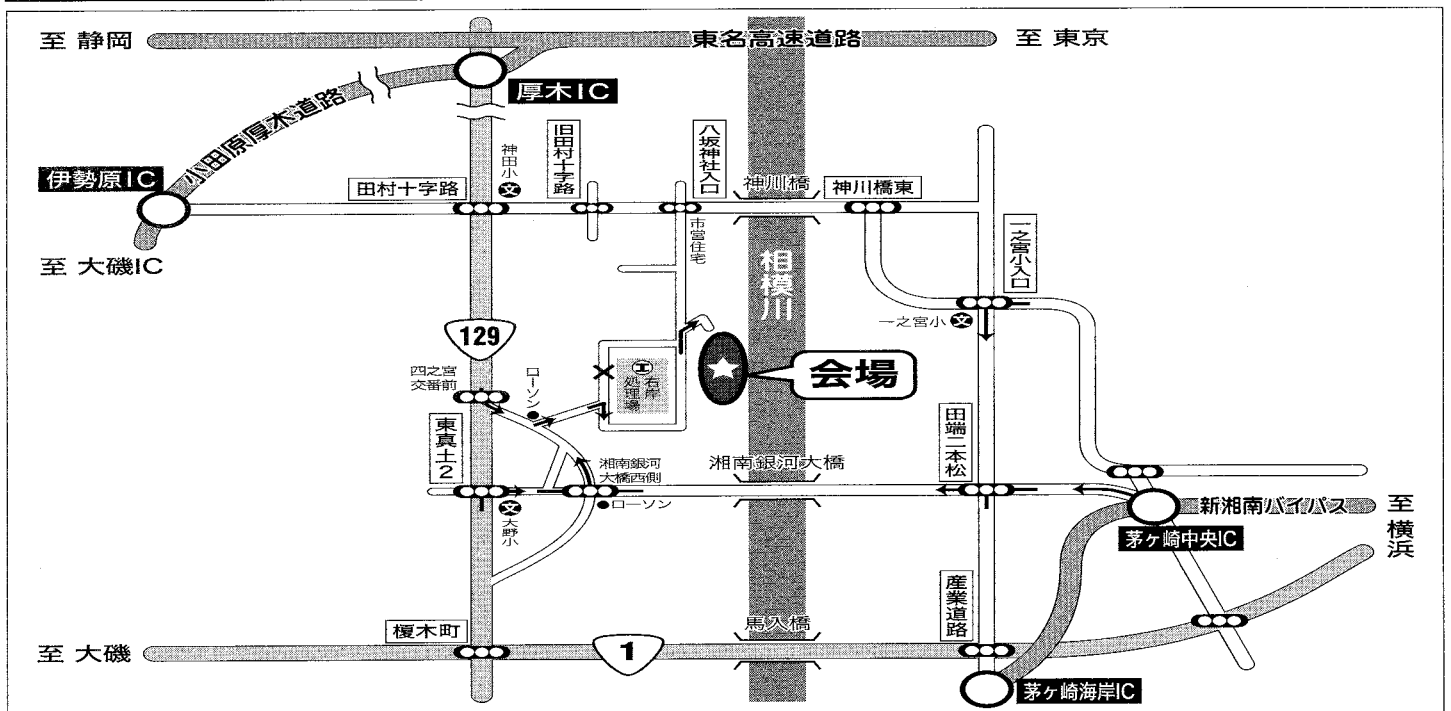 至 静岡
東名高速道路
至 東京
厚木IC
小田原厚木道路
伊勢原IC
至 大磯IC
神田小
文
田村十字路
旧田村十字路
八坂神社入口
神川橋
神川橋東
市営住宅
相模川
一之宮小入口
一之宮小
文
129
四之宮
交番前
ローソン
エ
右岸
処理場
会場
東真土2
湘南銀河
大橋西側
湘南銀河大橋
田端二本松
文
大野小
ローソン
新湘南バイパス
至 横浜
茅ヶ崎中央IC
榎木町
馬入橋
産業道路
至 大磯
1
茅ヶ崎海岸IC